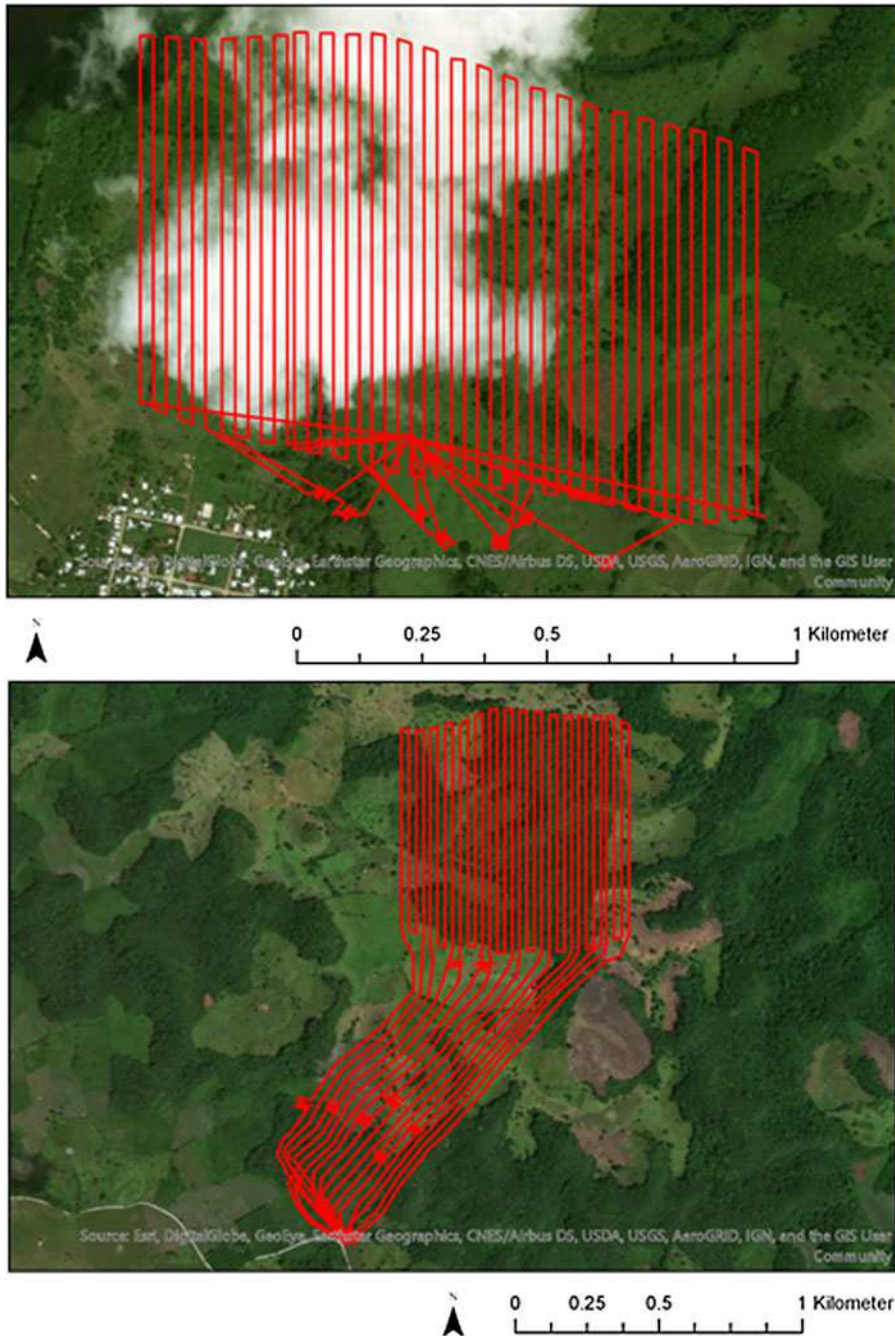 Source: Esri, DigitalGlobe, GeoEye, Earthstar Geographics, CNES/Airbus DS, USDA, USGS, AeroGRID, IGN, and the GIS User
Community
N
0 0.25 0.5 1 Kilometer
Source: Esri, DigitalGlobe, GeoEye, Earthstar Geographics, CNES/Airbus DS, USDA, USGS, AeroGRID, IGN, and the GIS User
Community
N
0 0.25 0.5 1 Kilometer